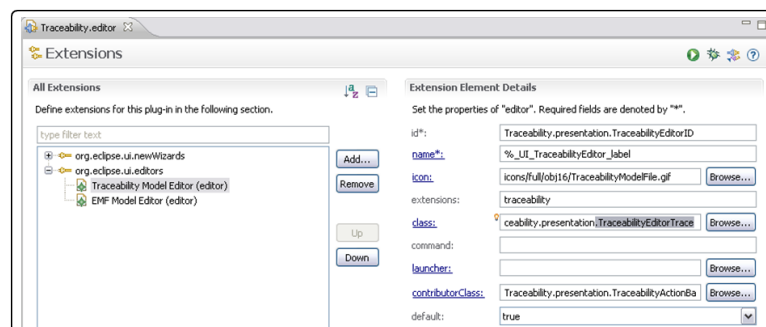 Traceability.editor
Extensions
All Extensions
Define extensions for this plug-in in the following section.
type filter text
org.eclipse.ui.newWizards
org.eclipse.ui.editors
Traceability Model Editor (editor)
EMF Model Editor (editor)
Add...
Remove
Up
Down
Extension Element Details
Set the properties of "editor". Required fields are denoted by "*".
id*: Traceability.presentation.TraceabilityEditorID
name*: %_UI_TraceabilityEditor_label
icon: icons/full/obj16/TraceabilityModelFile.gif Browse...
extensions: traceability
class: ceability.presentation.TraceabilityEditorTrace Browse...
command:
launcher: Browse...
contributorClass: Traceability.presentation.TraceabilityActionBa Browse...
default: true